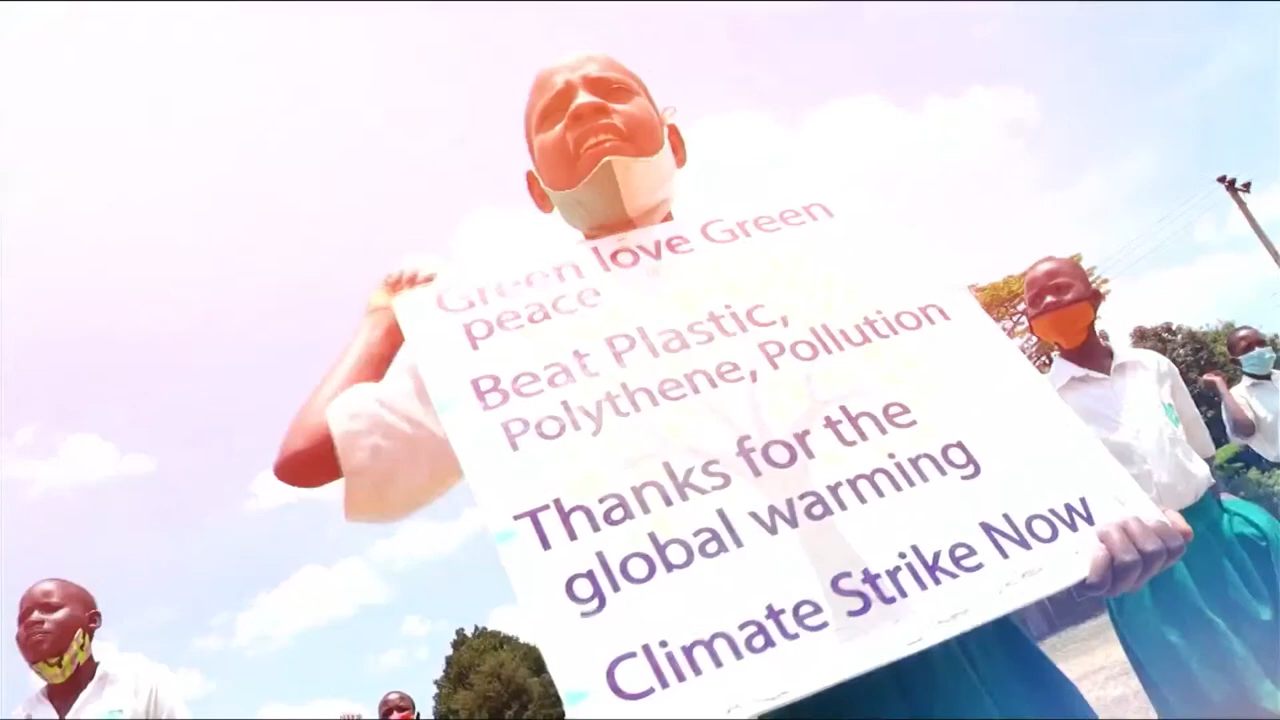 Green love Green
peace
Beat Plastic,
Polythene, Pollution
Thanks for the
global warming
Climate Strike Now